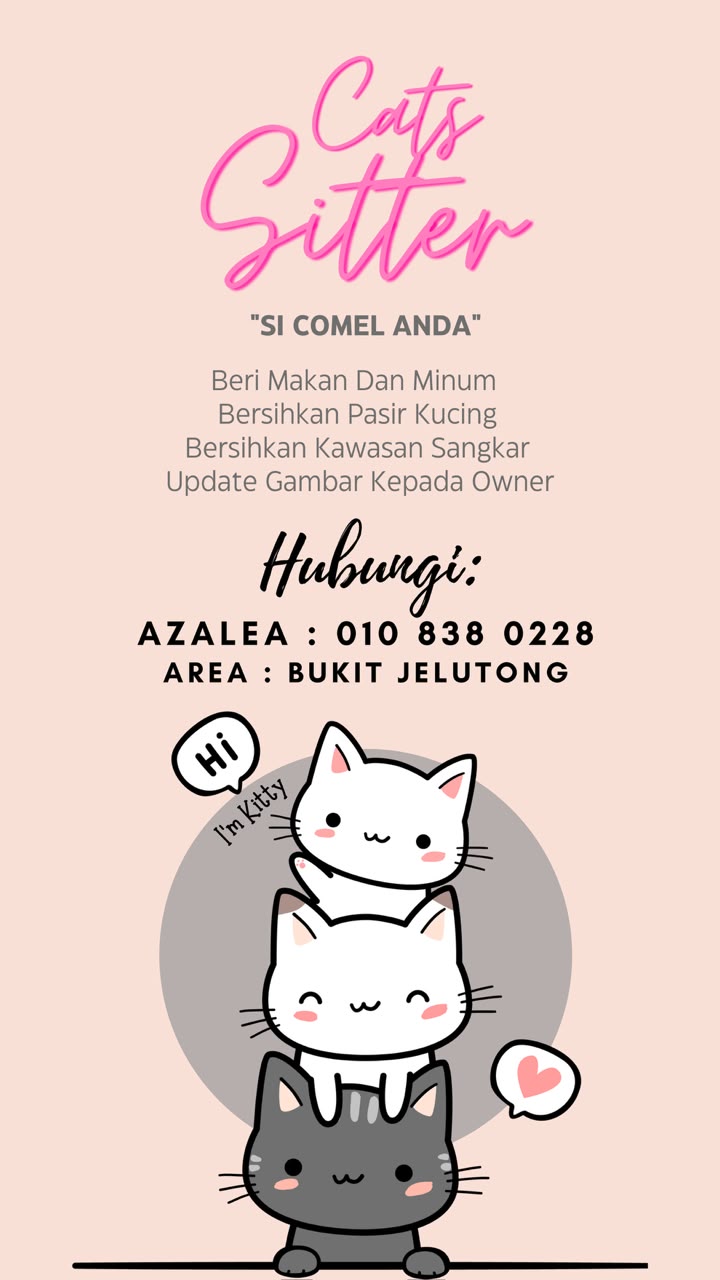 Cats
Sitter
"SI COMEL ANDA"
Beri Makan Dan Minum
Bersihkan Pasir Kucing
Bersihkan Kawasan Sangkar
Update Gambar Kepada Owner
Hubungi:
AZALEA : 010 838 0228
AREA : BUKIT JELUTONG
Hi
I'm Kitty